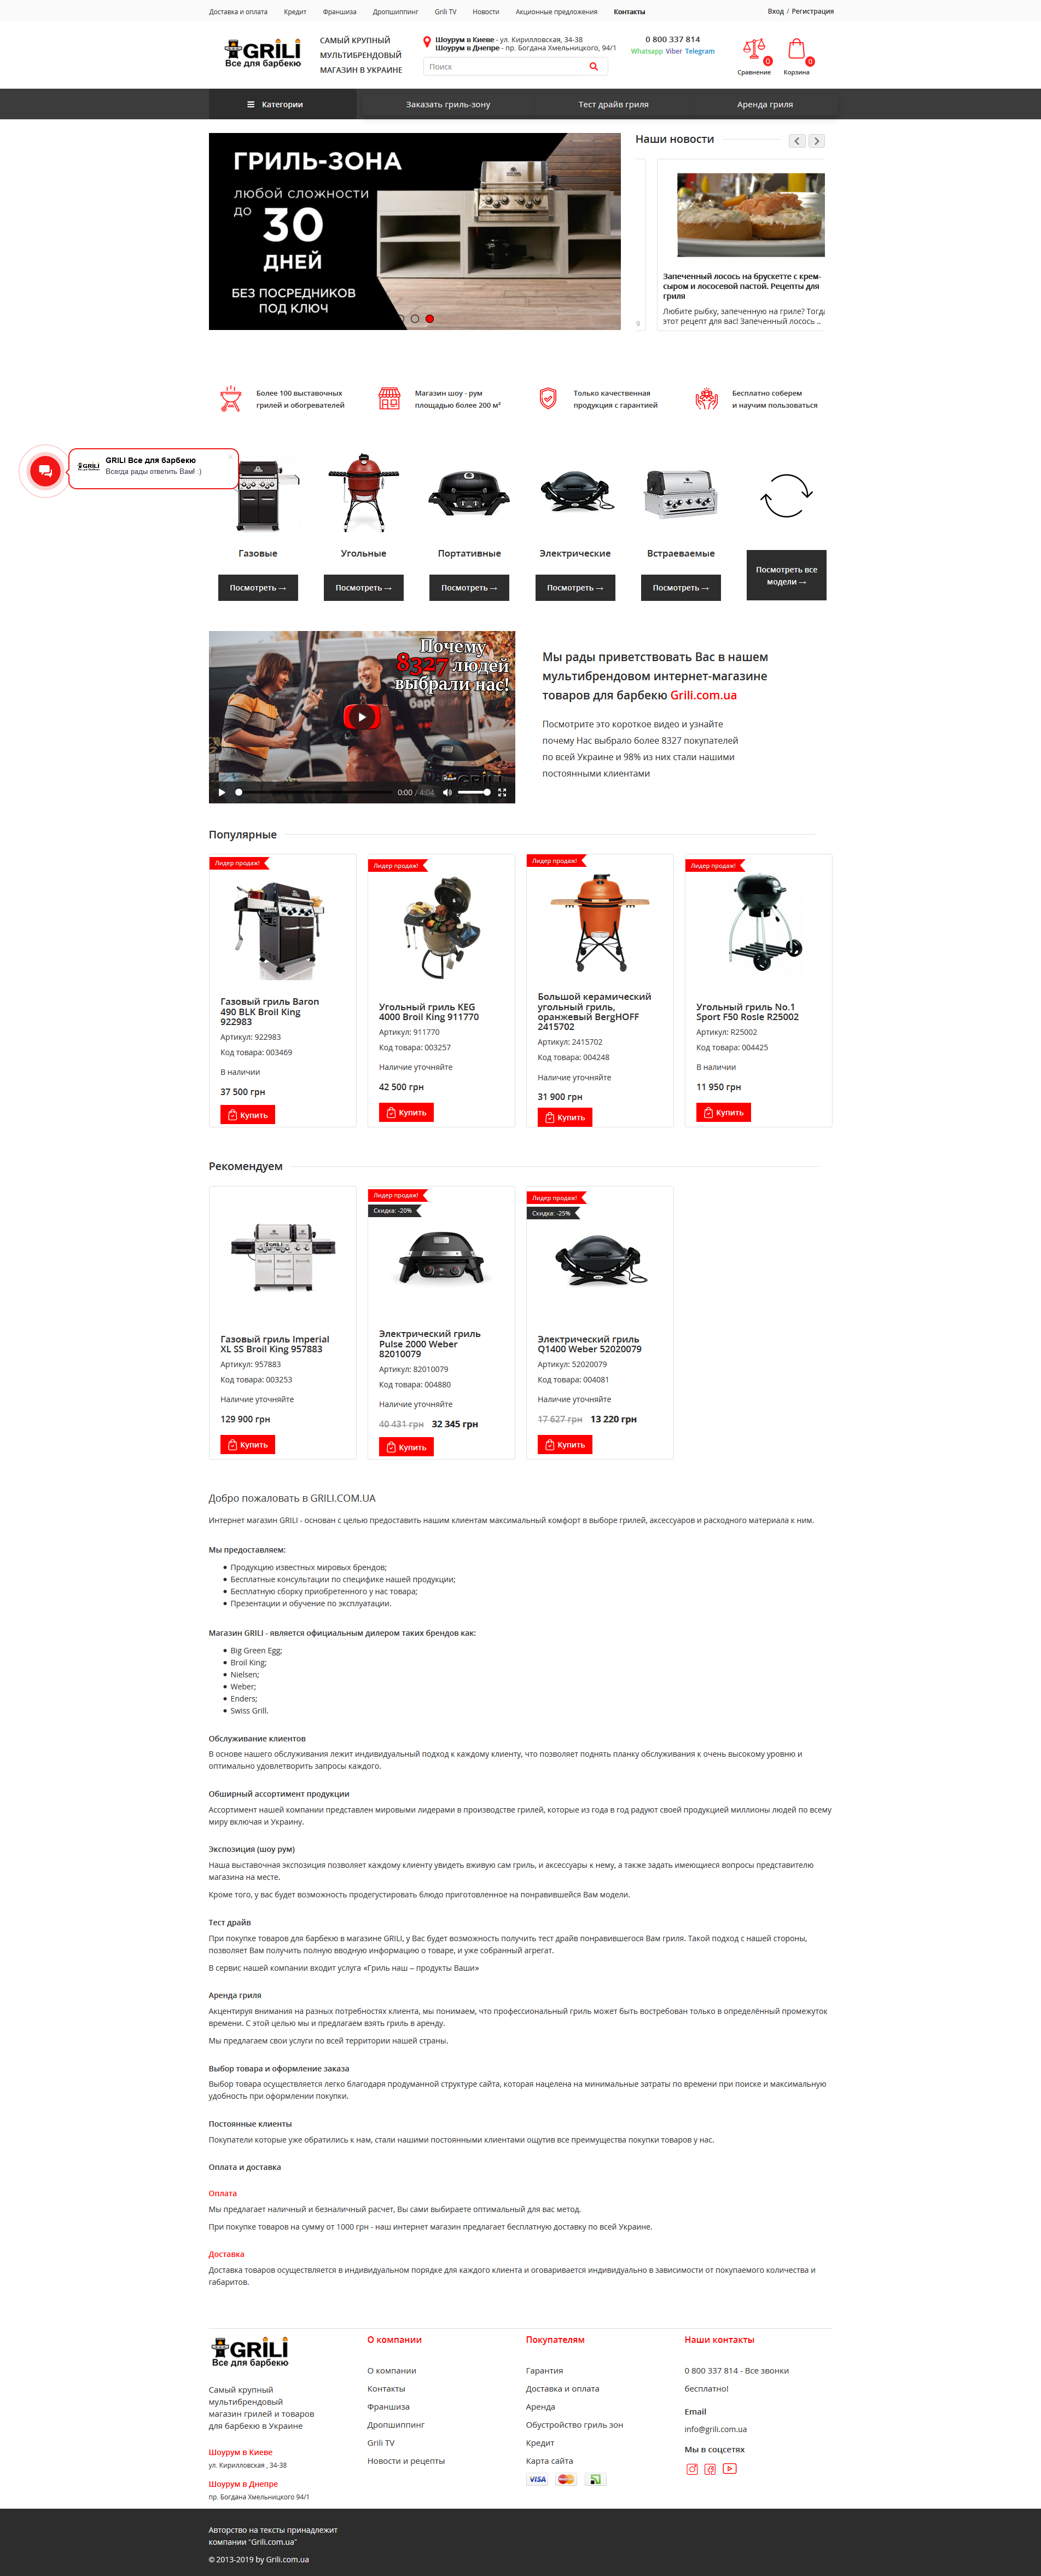 Доставка и оплата Кредит Франшиза Дропшиппинг Grili TV Новости Акционные предложения Контакты Вход / Регистрация
GRILI
Все для барбекю
САМЫЙ КРУПНЫЙ
МУЛЬТИБРЕНДОВЫЙ
МАГАЗИН В УКРАИНЕ
Шоурум в Киеве - ул. Кирилловская, 34-38
Шоурум в Днепре - пр. Богдана Хмельницкого, 94/1
Поиск
0 800 337 814
Whatsapp Viber Telegram
0 0
Сравнение Корзина
Категории Заказать гриль-зону Тест драйв гриля Аренда гриля
ГРИЛЬ-ЗОНА
ЛЮБОЙ СЛОЖНОСТИ
ДО 30
ДНЕЙ
БЕЗ ПОСРЕДНИКОВ
ПОД КЛЮЧ
Наши новости
Запеченный лосось на брускетте с крем-
сыром и лососевой пастой. Рецепты для
гриля
Любите рыбку, запеченную на гриле? Тогда
этот рецепт для вас! Запеченный лосось ..
9
Более 100 выставочных
грилей и обогревателей
Магазин шоу - рум
площадью более 200 м²
Только качественная
продукция с гарантией
Бесплатно соберем
и научим пользоваться
GRILI
GRILI Все для барбекю
Всегда рады ответить Вам! :)
Газовые Угольные Портативные Электрические Встраеваемые
Посмотреть → Посмотреть → Посмотреть → Посмотреть → Посмотреть →
Посмотреть все
модели →
Почему
8327 людей
выбрали нас!
GRILI
0:00 / 4:04
Мы рады приветствовать Вас в нашем
мультибрендовом интернет-магазине
товаров для барбекю Grili.com.ua
Посмотрите это короткое видео и узнайте
почему Нас выбрало более 8327 покупателей
по всей Украине и 98% из них стали нашими
постоянными клиентами
Популярные
Лидер продаж!
Газовый гриль Baron
490 BLK Broil King
922983
Артикул: 922983
Код товара: 003469
В наличии
37 500 грн
Купить
Лидер продаж!
Угольный гриль KEG
4000 Broil King 911770
Артикул: 911770
Код товара: 003257
Наличие уточняйте
42 500 грн
Купить
Лидер продаж!
Большой керамический
угольный гриль,
оранжевый BergHOFF
2415702
Артикул: 2415702
Код товара: 004248
Наличие уточняйте
31 900 грн
Купить
Лидер продаж!
Угольный гриль No.1
Sport F50 Rosle R25002
Артикул: R25002
Код товара: 004425
В наличии
11 950 грн
Купить
Рекомендуем
GRILI
Газовый гриль Imperial
XL SS Broil King 957883
Артикул: 957883
Код товара: 003253
Наличие уточняйте
129 900 грн
Купить
Лидер продаж!
Скидка: -20%
Электрический гриль
Pulse 2000 Weber
82010079
Артикул: 82010079
Код товара: 004880
Наличие уточняйте
40 431 грн 32 345 грн
Купить
Лидер продаж!
Скидка: -25%
Электрический гриль
Q1400 Weber 52020079
Артикул: 52020079
Код товара: 004081
Наличие уточняйте
17 627 грн 13 220 грн
Купить
Добро пожаловать в GRILI.COM.UA
Интернет магазин GRILI - основан с целью предоставить нашим клиентам максимальный комфорт в выборе грилей, аксессуаров и расходного материала к ним.
Мы предоставляем:
Продукцию известных мировых брендов;
Бесплатные консультации по специфике нашей продукции;
Бесплатную сборку приобретенного у нас товара;
Презентации и обучение по эксплуатации.
Магазин GRILI - является официальным дилером таких брендов как:
Big Green Egg;
Broil King;
Nielsen;
Weber;
Enders;
Swiss Grill.
Обслуживание клиентов
В основе нашего обслуживания лежит индивидуальный подход к каждому клиенту, что позволяет поднять планку обслуживания к очень высокому уровню и
оптимально удовлетворить запросы каждого.
Обширный ассортимент продукции
Ассортимент нашей компании представлен мировыми лидерами в производстве грилей, которые из года в год радуют своей продукцией миллионы людей по всему
миру включая и Украину.
Экспозиция (шоу рум)
Наша выставочная экспозиция позволяет каждому клиенту увидеть вживую сам гриль, и аксессуары к нему, а также задать имеющиеся вопросы представителю
магазина на месте.
Кроме того, у вас будет возможность продегустировать блюдо приготовленное на понравившейся Вам модели.
Тест драйв
При покупке товаров для барбекю в магазине GRILI, у Вас будет возможность получить тест драйв понравившегося Вам гриля. Такой подход с нашей стороны,
позволяет Вам получить полную вводную информацию о товаре, и уже собранный агрегат.
В сервис нашей компании входит услуга «Гриль наш – продукты Ваши»
Аренда гриля
Акцентируя внимания на разных потребностях клиента, мы понимаем, что профессиональный гриль может быть востребован только в определённый промежуток
времени. С этой целью мы и предлагаем взять гриль в аренду.
Мы предлагаем свои услуги по всей территории нашей страны.
Выбор товара и оформление заказа
Выбор товара осуществляется легко благодаря продуманной структуре сайта, которая нацелена на минимальные затраты по времени при поиске и максимальную
удобность при оформлении покупки.
Постоянные клиенты
Покупатели которые уже обратились к нам, стали нашими постоянными клиентами ощутив все преимущества покупки товаров у нас.
Оплата и доставка
Оплата
Мы предлагает наличный и безналичный расчет, Вы сами выбираете оптимальный для вас метод.
При покупке товаров на сумму от 1000 грн - наш интернет магазин предлагает бесплатную доставку по всей Украине.
Доставка
Доставка товаров осуществляется в индивидуальном порядке для каждого клиента и оговаривается индивидуально в зависимости от покупаемого количества и
габаритов.
GRILI
Все для барбекю
Самый крупный
мультибрендовый
магазин грилей и товаров
для барбекю в Украине
Шоурум в Киеве
ул. Кирилловская , 34-38
Шоурум в Днепре
пр. Богдана Хмельницкого 94/1
О компании
О компании
Контакты
Франшиза
Дропшиппинг
Grili TV
Новости и рецепты
Покупателям
Гарантия
Доставка и оплата
Аренда
Обустройство гриль зон
Кредит
Карта сайта
VISA MasterCard
Наши контакты
0 800 337 814 - Все звонки
бесплатно!
Email
info@grili.com.ua
Мы в соцсетях
Авторство на тексты принадлежит
компании "Grili.com.ua"
© 2013-2019 by Grili.com.ua